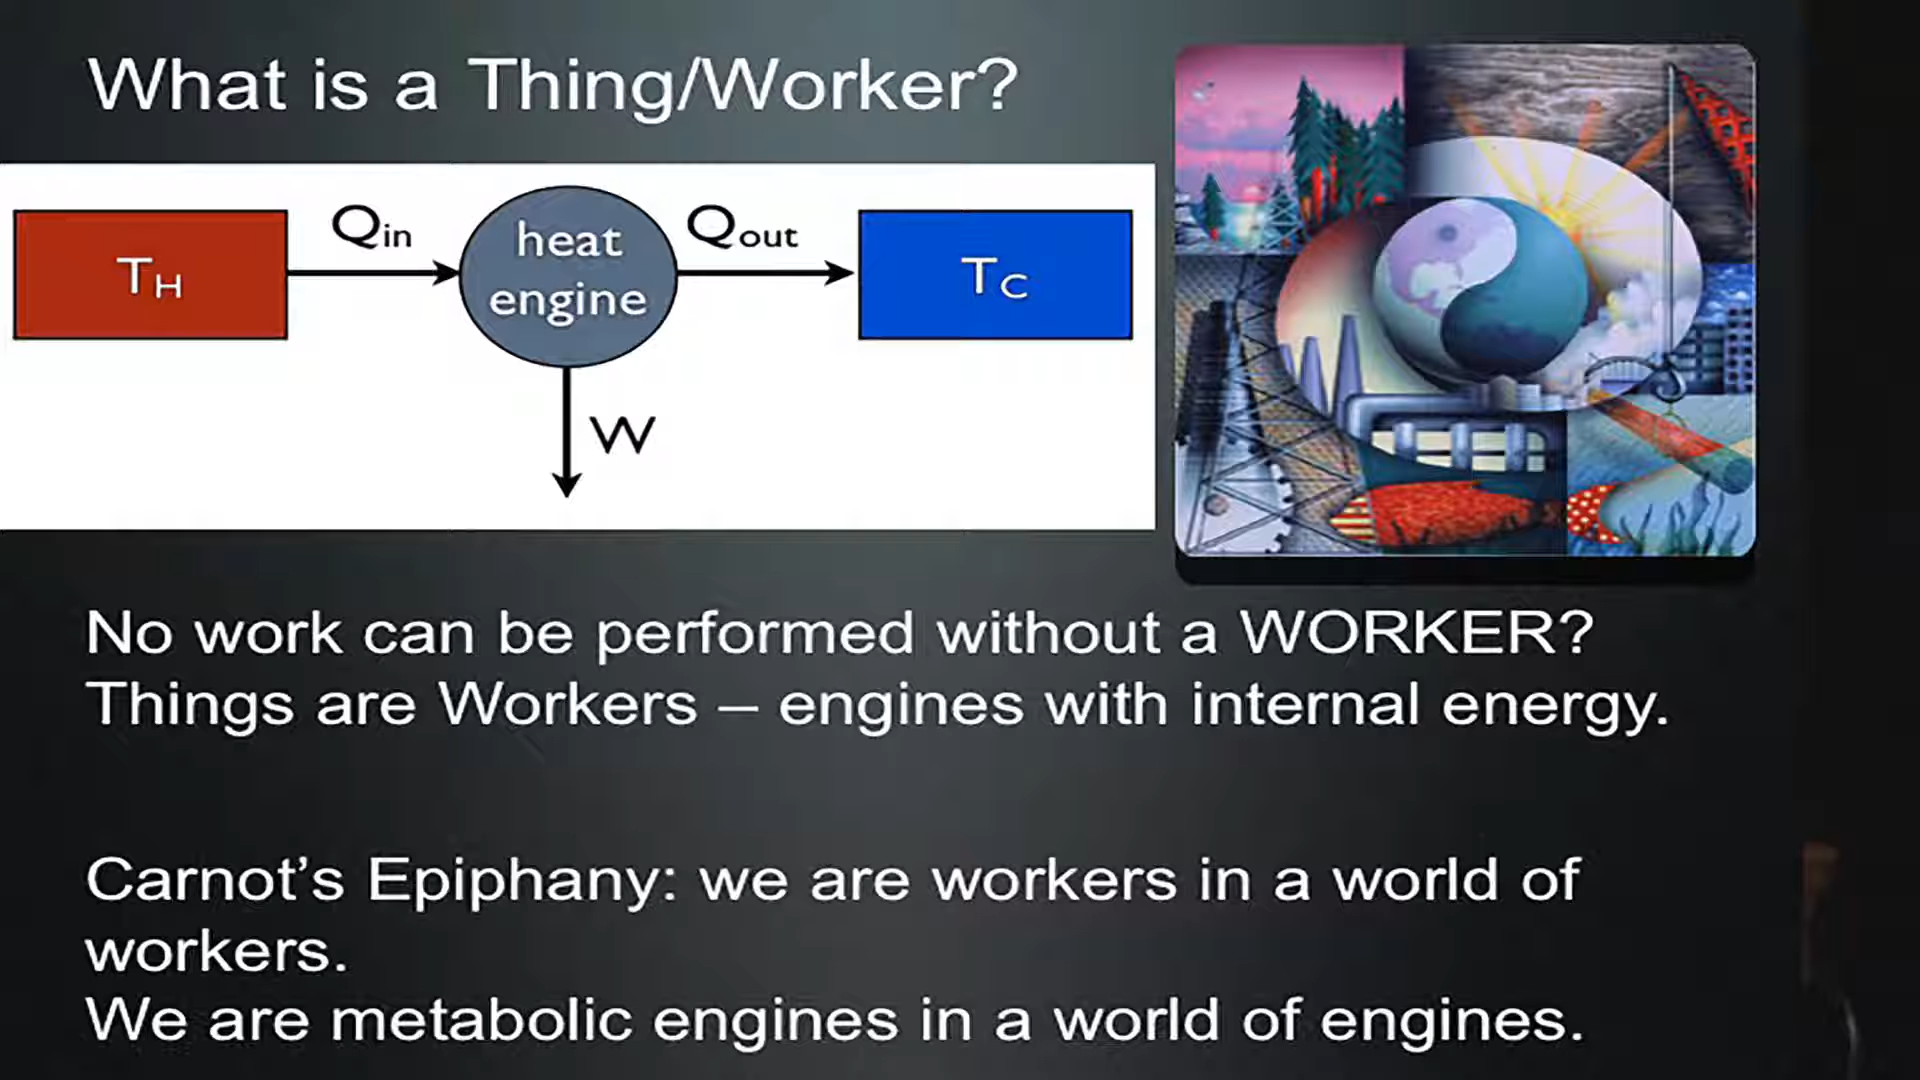 What is a Thing/Worker?
T_H
Q_in
heat
engine
Q_out
T_C
W
No work can be performed without a WORKER?
Things are Workers – engines with internal energy.
Carnot’s Epiphany: we are workers in a world of
workers.
We are metabolic engines in a world of engines.